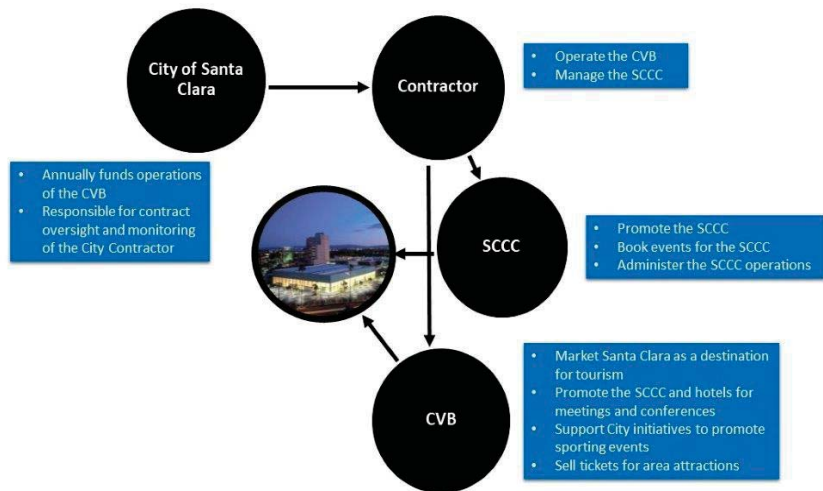 City of Santa
Clara
Contractor
• Operate the CVB
• Manage the SCCC
• Annually funds operations
of the CVB
• Responsible for contract
oversight and monitoring
of the City Contractor
SCCC
• Promote the SCCC
• Book events for the SCCC
• Administer the SCCC operations
CVB
• Market Santa Clara as a destination
for tourism
• Promote the SCCC and hotels for
meetings and conferences
• Support City initiatives to promote
sporting events
• Sell tickets for area attractions